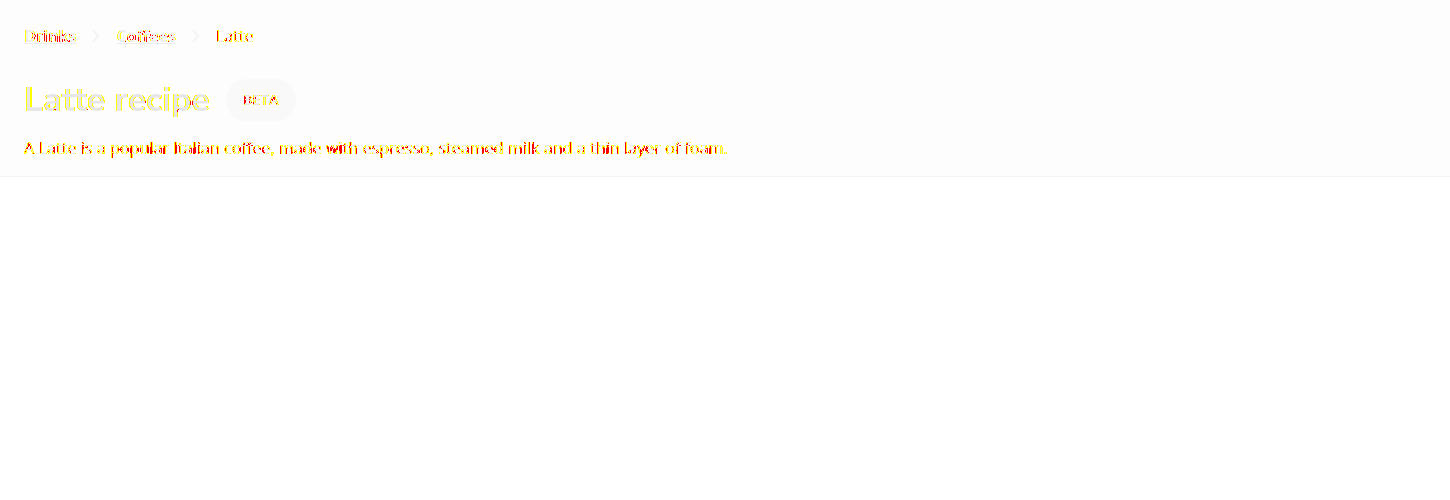 Drinks > Coffees > Latte
Latte recipe BETA
A Latte is a popular Italian coffee, made with espresso, steamed milk and a thin layer of foam.